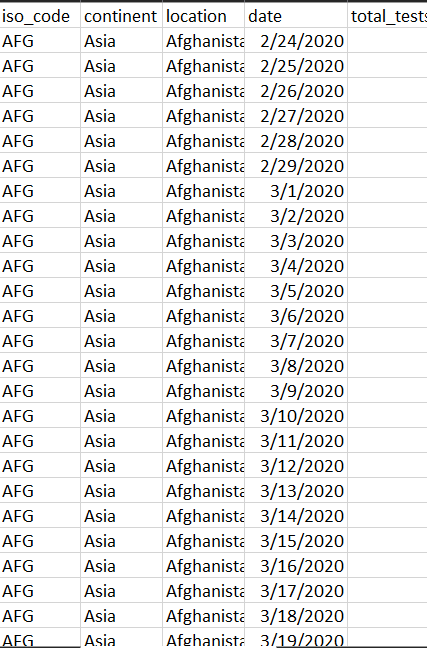 iso_code continent location date total_tests
AFG Asia Afghanista 2/24/2020
AFG Asia Afghanista 2/25/2020
AFG Asia Afghanista 2/26/2020
AFG Asia Afghanista 2/27/2020
AFG Asia Afghanista 2/28/2020
AFG Asia Afghanista 2/29/2020
AFG Asia Afghanista 3/1/2020
AFG Asia Afghanista 3/2/2020
AFG Asia Afghanista 3/3/2020
AFG Asia Afghanista 3/4/2020
AFG Asia Afghanista 3/5/2020
AFG Asia Afghanista 3/6/2020
AFG Asia Afghanista 3/7/2020
AFG Asia Afghanista 3/8/2020
AFG Asia Afghanista 3/9/2020
AFG Asia Afghanista 3/10/2020
AFG Asia Afghanista 3/11/2020
AFG Asia Afghanista 3/12/2020
AFG Asia Afghanista 3/13/2020
AFG Asia Afghanista 3/14/2020
AFG Asia Afghanista 3/15/2020
AFG Asia Afghanista 3/16/2020
AFG Asia Afghanista 3/17/2020
AFG Asia Afghanista 3/18/2020
AFG Asia Afghanista 3/19/2020